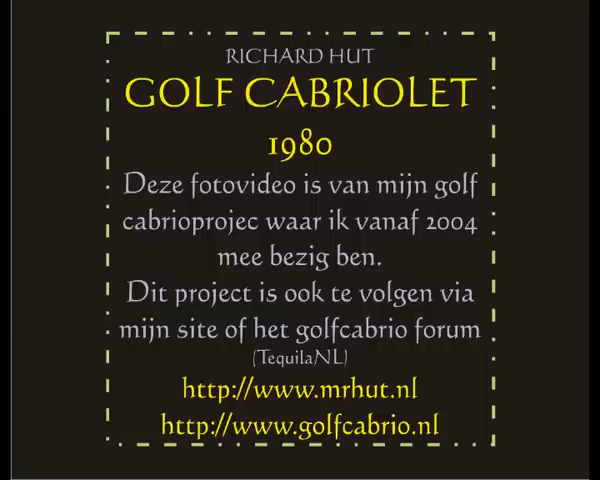 RICHARD HUT
GOLF CABRIOLET
1980
Deze fotovideo is van mijn golf
cabrioprojec waar ik vanaf 2004
mee bezig ben.
Dit project is ook te volgen via
mijn site of het golfcabrio forum
(TequilaNL)
http://www.mrhut.nl
http://www.golfcabrio.nl